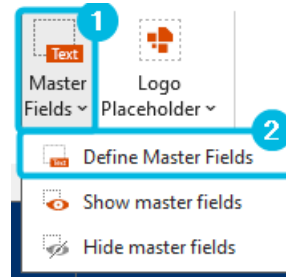 1
Text
Master Logo
Fields Placeholder
2
Text
Define Master Fields
Show master fields
Hide master fields